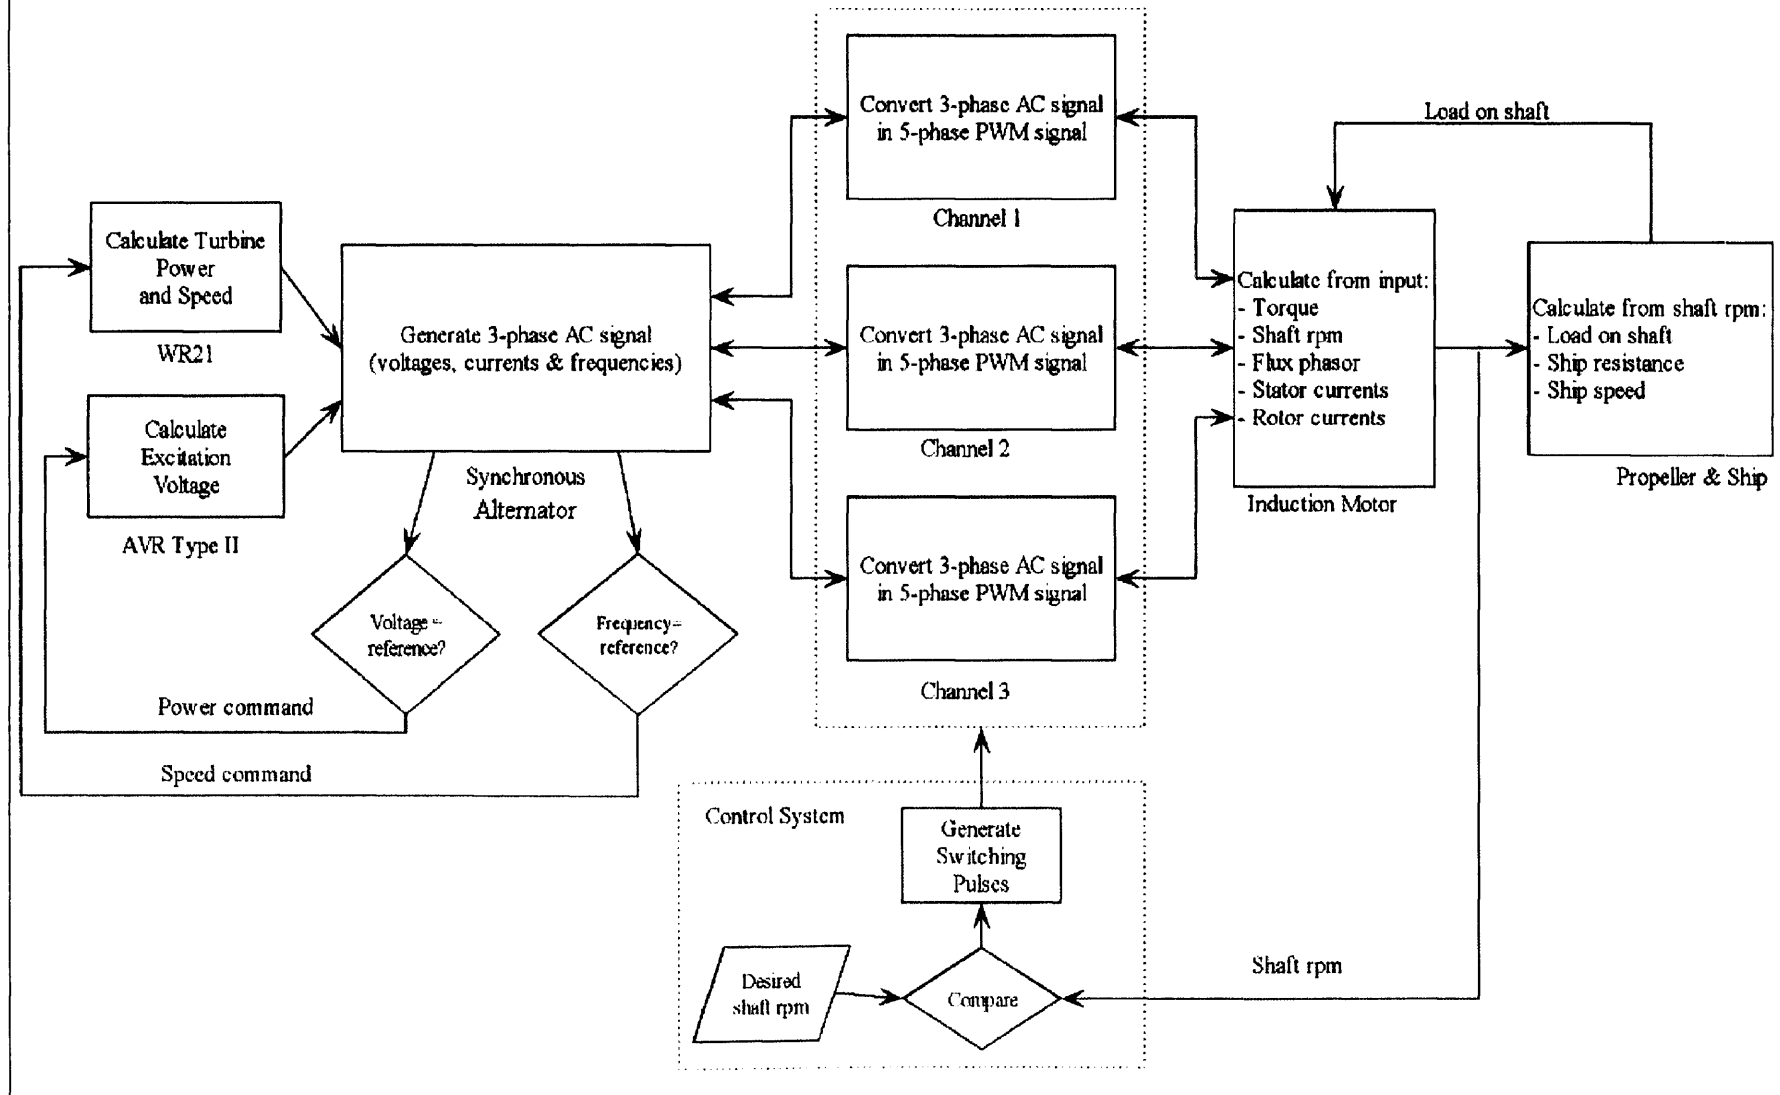 Calculate Turbine
Power
and Speed
WR21
Calculate
Excitation
Voltage
AVR Type II
Generate 3-phase AC signal
(voltages, currents & frequencies)
Synchronous
Alternator
Voltage=
reference?
Frequency=
reference?
Power command
Speed command
Convert 3-phase AC signal
in 5-phase PWM signal
Channel 1
Convert 3-phase AC signal
in 5-phase PWM signal
Channel 2
Convert 3-phase AC signal
in 5-phase PWM signal
Channel 3
Load on shaft
Calculate from input:
- Torque
- Shaft rpm
- Flux phasor
- Stator currents
- Rotor currents
Induction Motor
Calculate from shaft rpm:
- Load on shaft
- Ship resistance
- Ship speed
Propeller & Ship
Control System
Generate
Switching
Pulses
Desired
shaft rpm
Compare
Shaft rpm